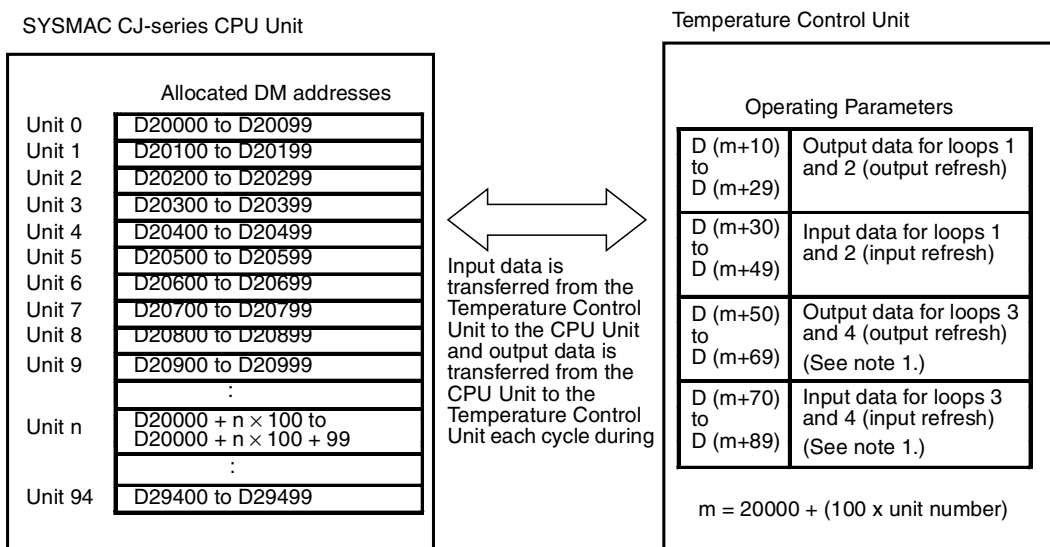 SYSMAC CJ-series CPU Unit
Allocated DM addresses
Unit 0 D20000 to D20099
Unit 1 D20100 to D20199
Unit 2 D20200 to D20299
Unit 3 D20300 to D20399
Unit 4 D20400 to D20499
Unit 5 D20500 to D20599
Unit 6 D20600 to D20699
Unit 7 D20700 to D20799
Unit 8 D20800 to D20899
Unit 9 D20900 to D20999
:
Unit n D20000 + n × 100 to
D20000 + n × 100 + 99
:
Unit 94 D29400 to D29499
Input data is
transferred from the
Temperature Control
Unit to the CPU Unit
and output data is
transferred from the
CPU Unit to the
Temperature Control
Unit each cycle during
Temperature Control Unit
Operating Parameters
D (m+10)
to
D (m+29)
Output data for loops 1
and 2 (output refresh)
D (m+30)
to
D (m+49)
Input data for loops 1
and 2 (input refresh)
D (m+50)
to
D (m+69)
Output data for loops 3
and 4 (output refresh)
(See note 1.)
D (m+70)
to
D (m+89)
Input data for loops 3
and 4 (input refresh)
(See note 1.)
m = 20000 + (100 x unit number)